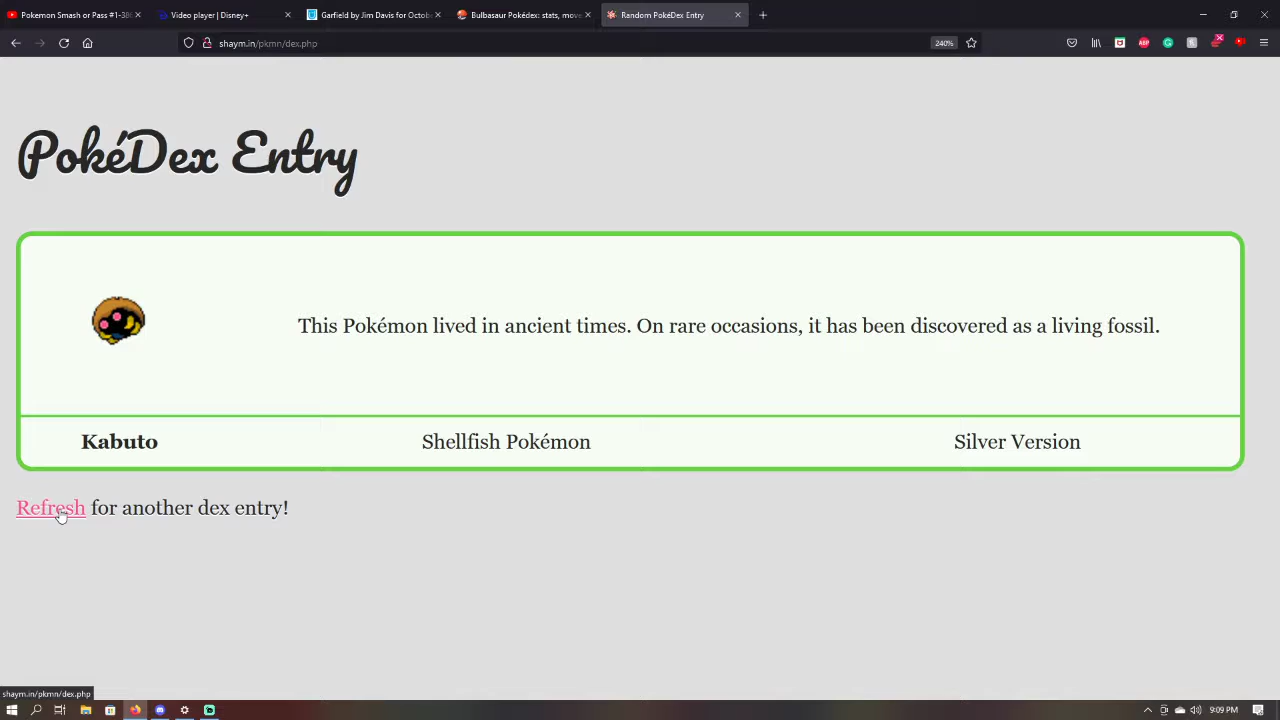 Pokemon Smash or Pass #1-38
Video player | Disney+
Garfield by Jim Davis for Octob
Bulbasaur Pokédex: stats, move
Random PokéDex Entry
shaym.in/pkmn/dex.php
240%
PokéDex Entry
This Pokémon lived in ancient times. On rare occasions, it has been discovered as a living fossil.
Kabuto
Shellfish Pokémon
Silver Version
Refresh for another dex entry!
shaym.in/pkmn/dex.php
9:09 PM